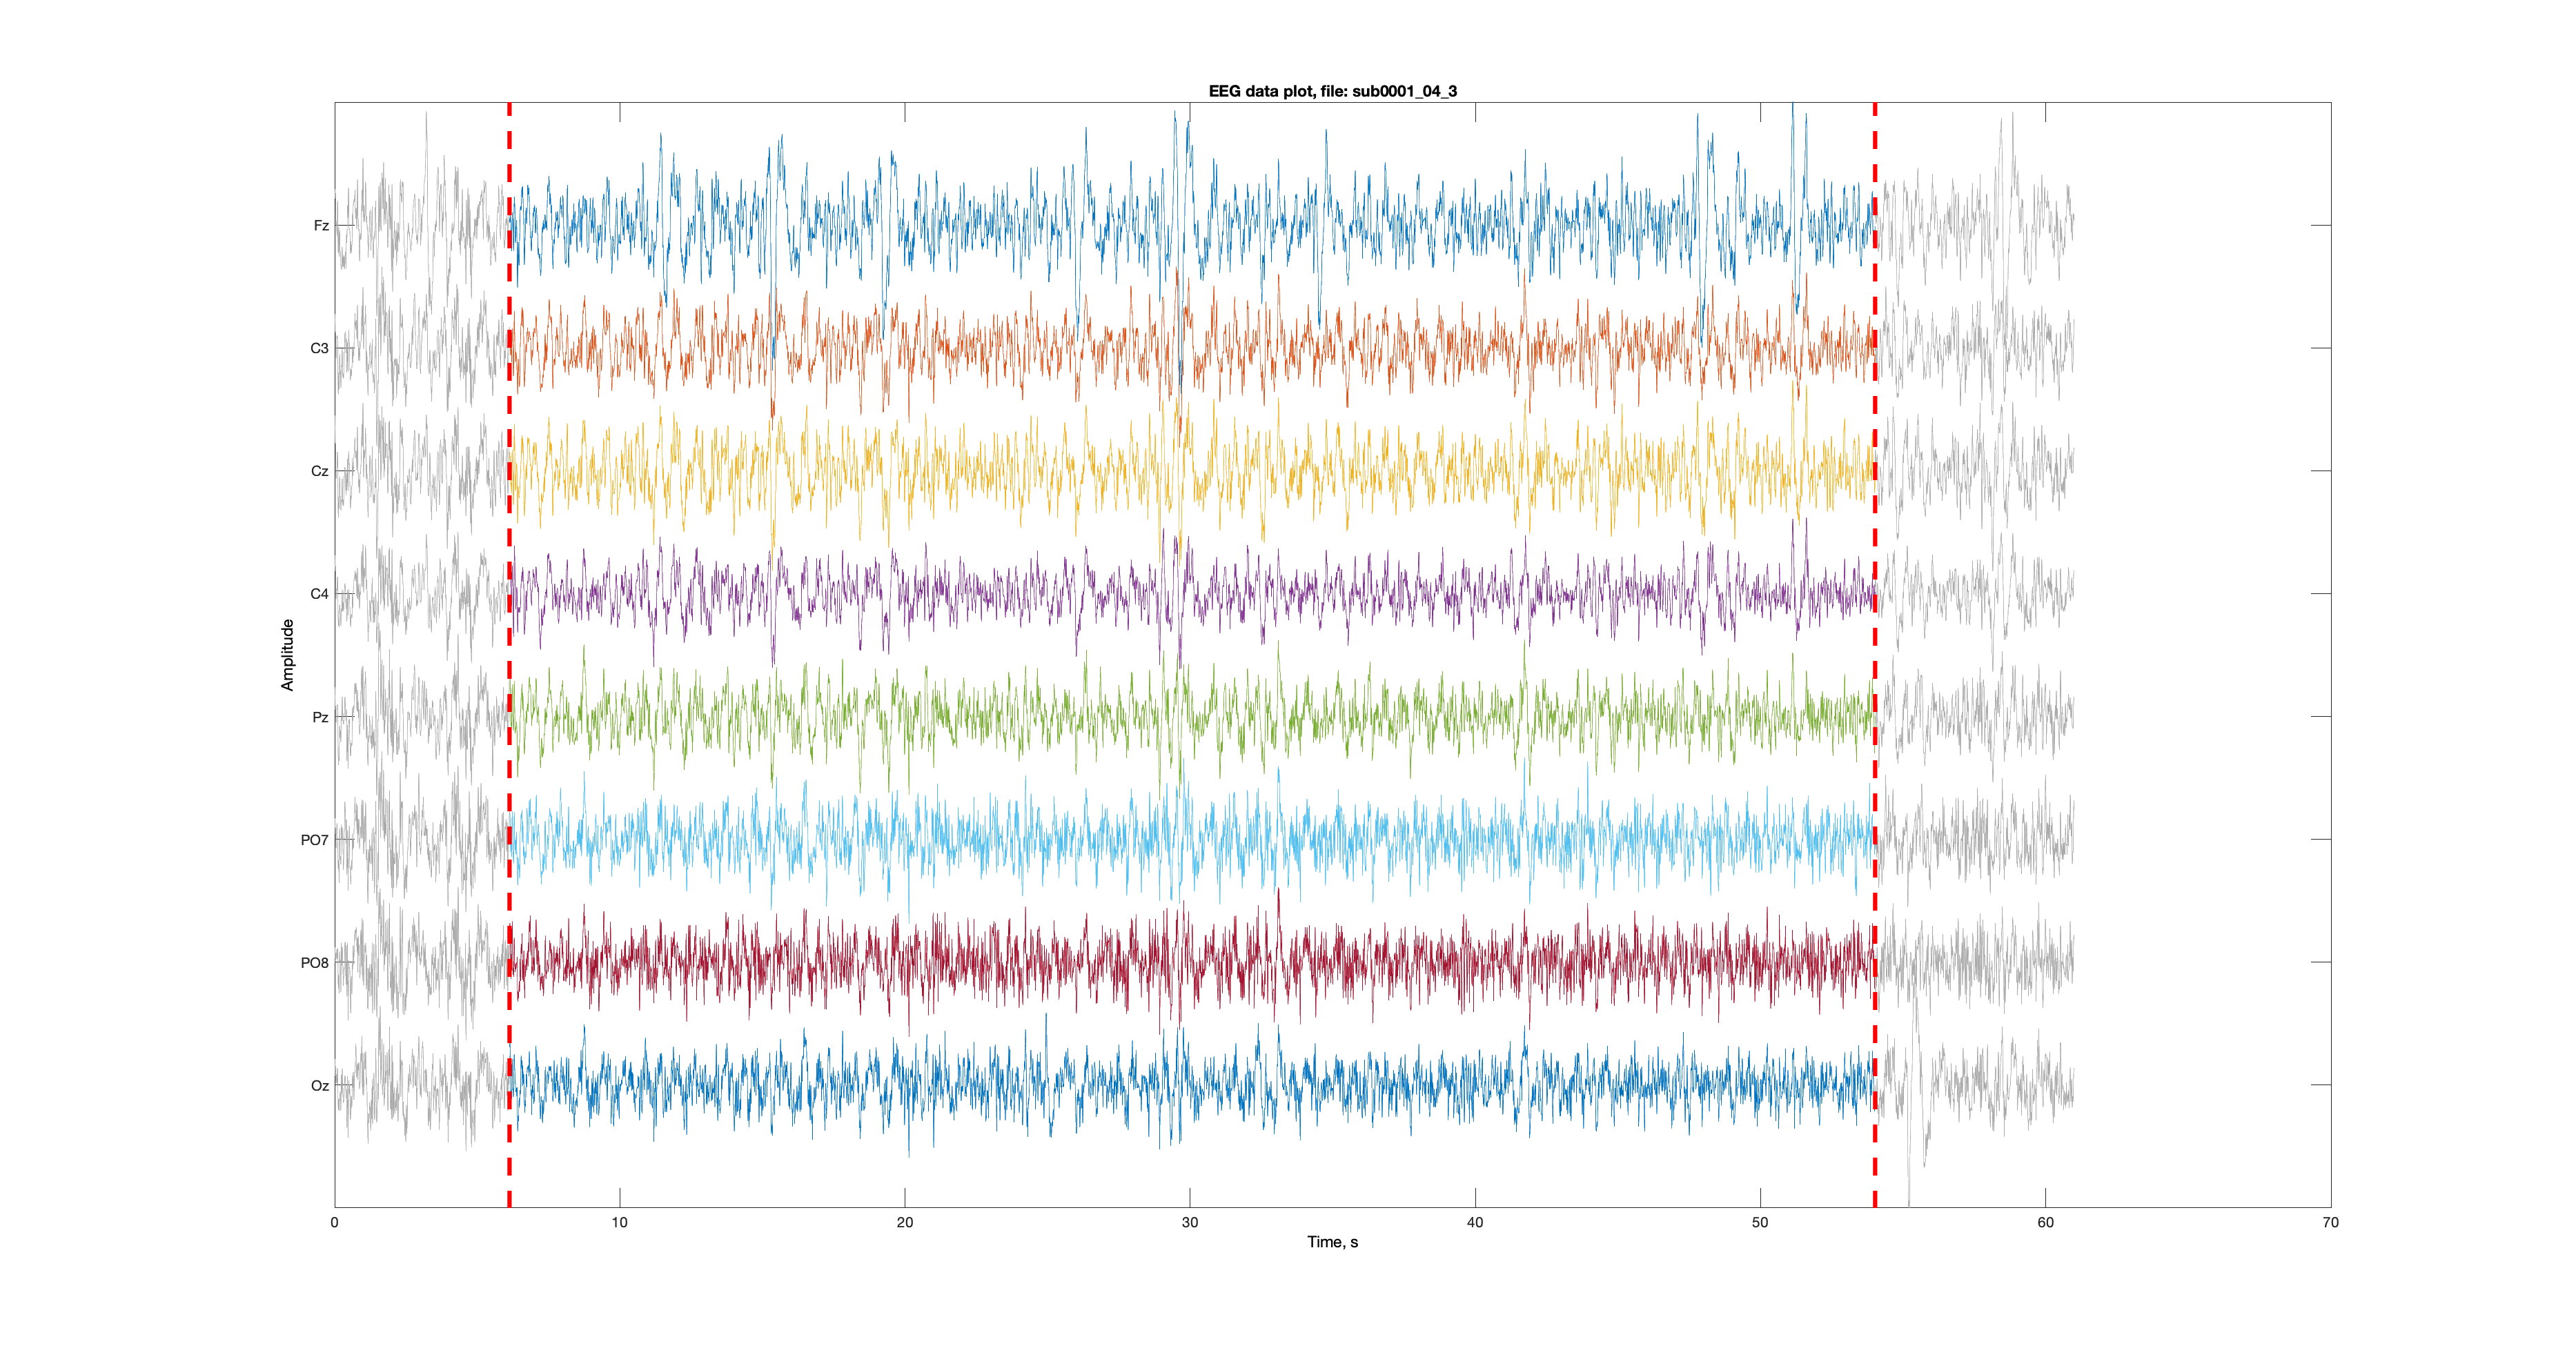 EEG data plot, file: sub0001_04_3
Fz
C3
Cz
C4
Pz
PO7
PO8
Oz
Amplitude
0 10 20 30 40 50 60 70
Time, s